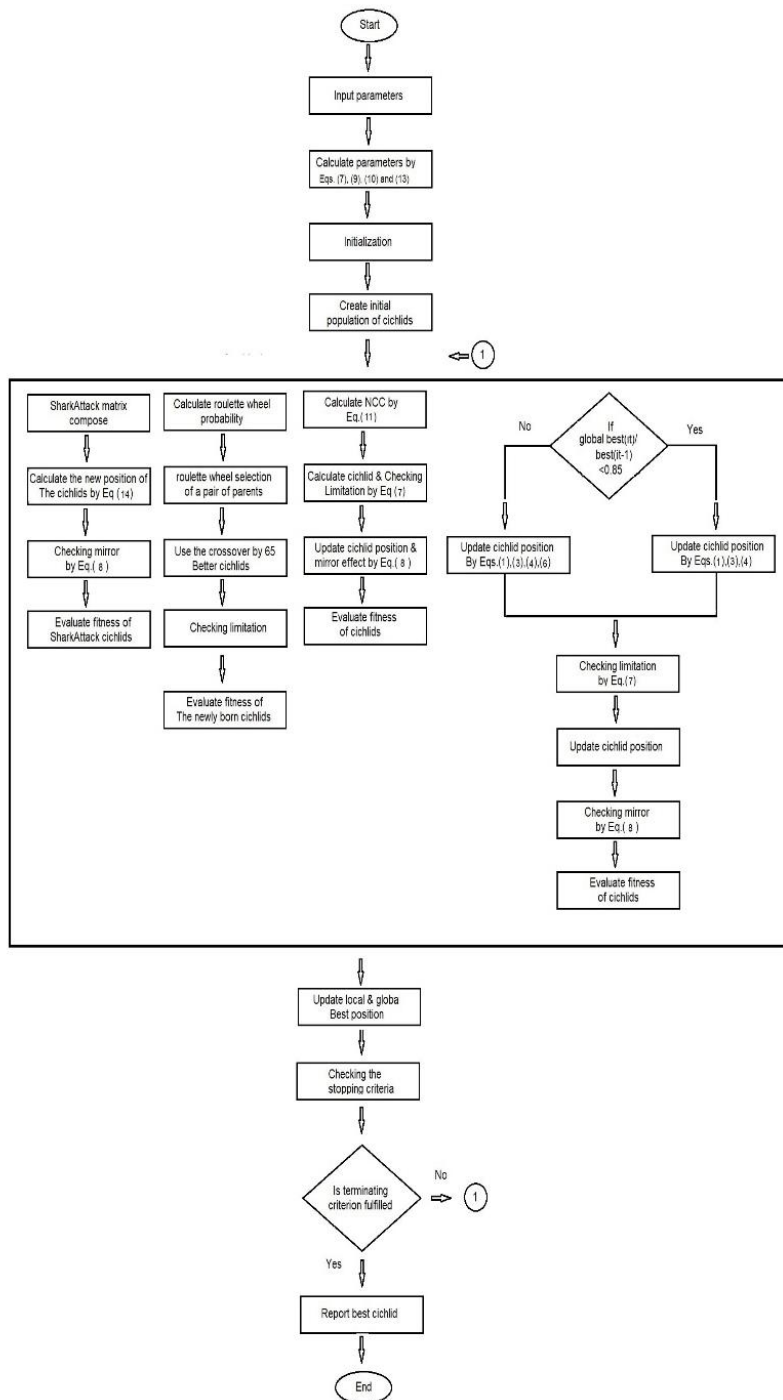 Start
Input parameters
Calculate parameters by
Eqs. (7), (9), (10) and (13)
Initialization
Create initial
population of cichlids
1
SharkAttack matrix
compose
Calculate the new position of
The cichlids by Eq (14)
Checking mirror
by Eq.( 8 )
Evaluate fitness of
SharkAttack cichlids
Calculate roulette wheel
probability
roulette wheel selection
of a pair of parents
Use the crossover by 65
Better cichlids
Checking limitation
Evaluate fitness of
The newly born cichlids
Calculate NCC by
Eq.(11)
Calculate cichlid & Checking
Limitation by Eq (7)
Update cichlid position &
mirror effect by Eq.( 8 )
Evaluate fitness
of cichlids
If
global best(it)/
best(it-1)
<0.85
No
Yes
Update cichlid position
By Eqs.(1),(3),(4),(6)
Update cichlid position
By Eqs.(1),(3),(4)
Checking limitation
by Eq.(7)
Update cichlid position
Checking mirror
by Eq.( 8 )
Evaluate fitness
of cichlids
Update local & globa
Best position
Checking the
stopping criteria
Is terminating
criterion fulfilled
No
1
Yes
Report best cichlid
End